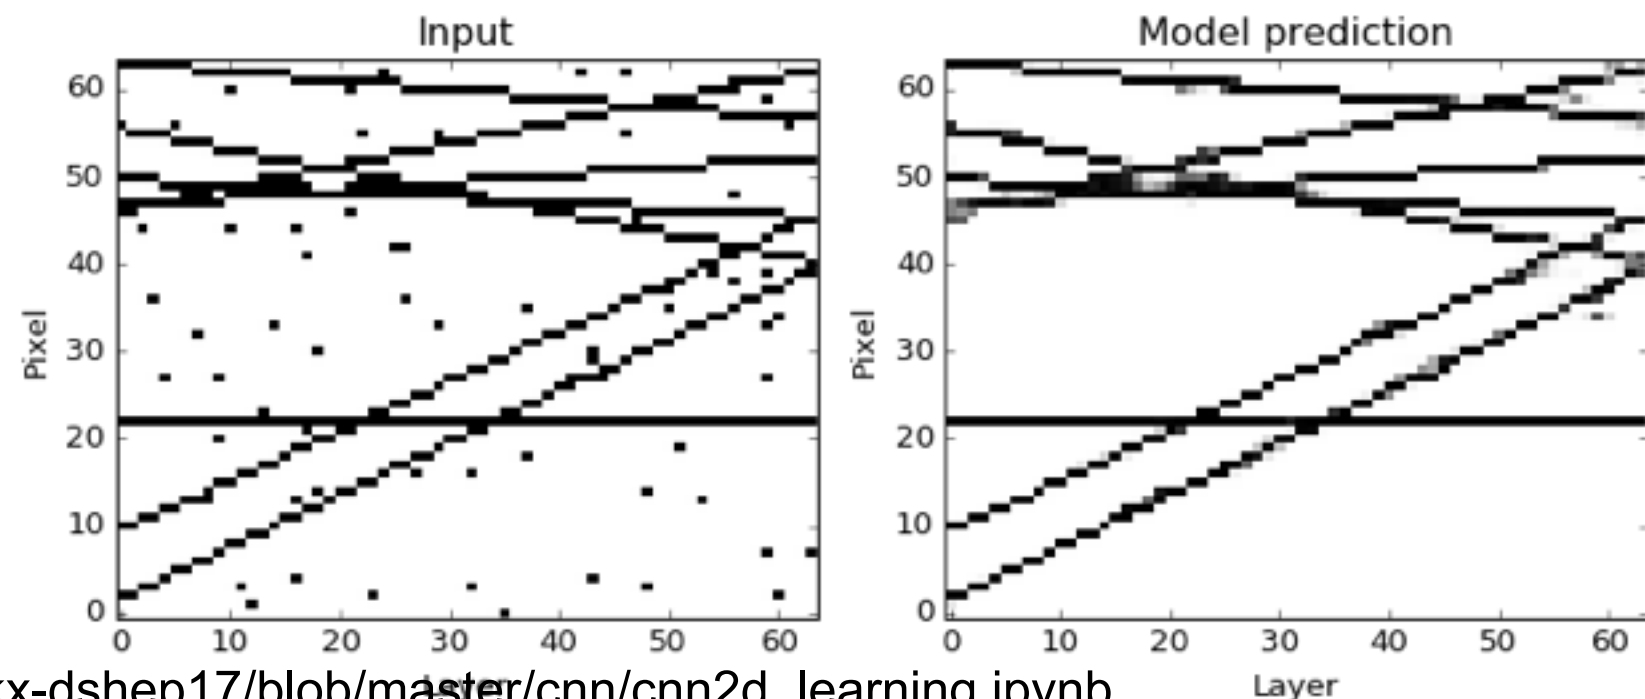 Input Model prediction
60 60
50 50
40 40
Pixel 30 Pixel 30
20 20
10 10
0 0
0 10 20 30 40 50 60 0 10 20 30 40 50 60
Layer Layer
x-dshep17/blob/master/cnn/cnn2d_learning.ipynb